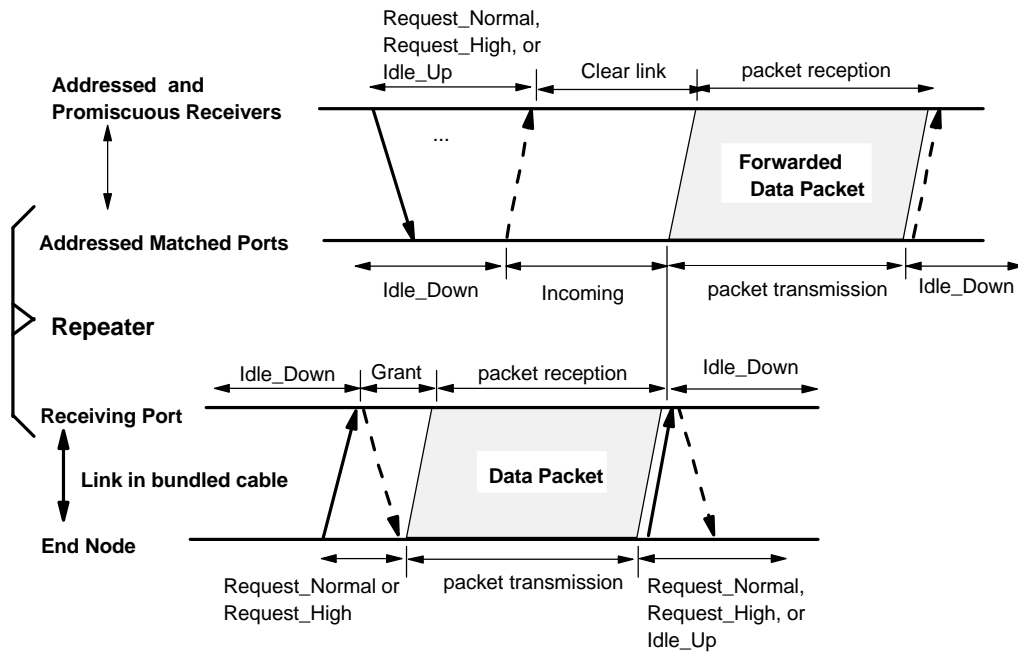 Request_Normal,
Request_High, or
Idle_Up
Clear link
packet reception
Addressed and
Promiscuous Receivers
...
Forwarded
Data Packet
Addressed Matched Ports
Idle_Down
Incoming
packet transmission
Idle_Down
Repeater
Idle_Down
Grant
packet reception
Idle_Down
Receiving Port
Link in bundled cable
Data Packet
End Node
Request_Normal or
Request_High
packet transmission
Request_Normal,
Request_High, or
Idle_Up